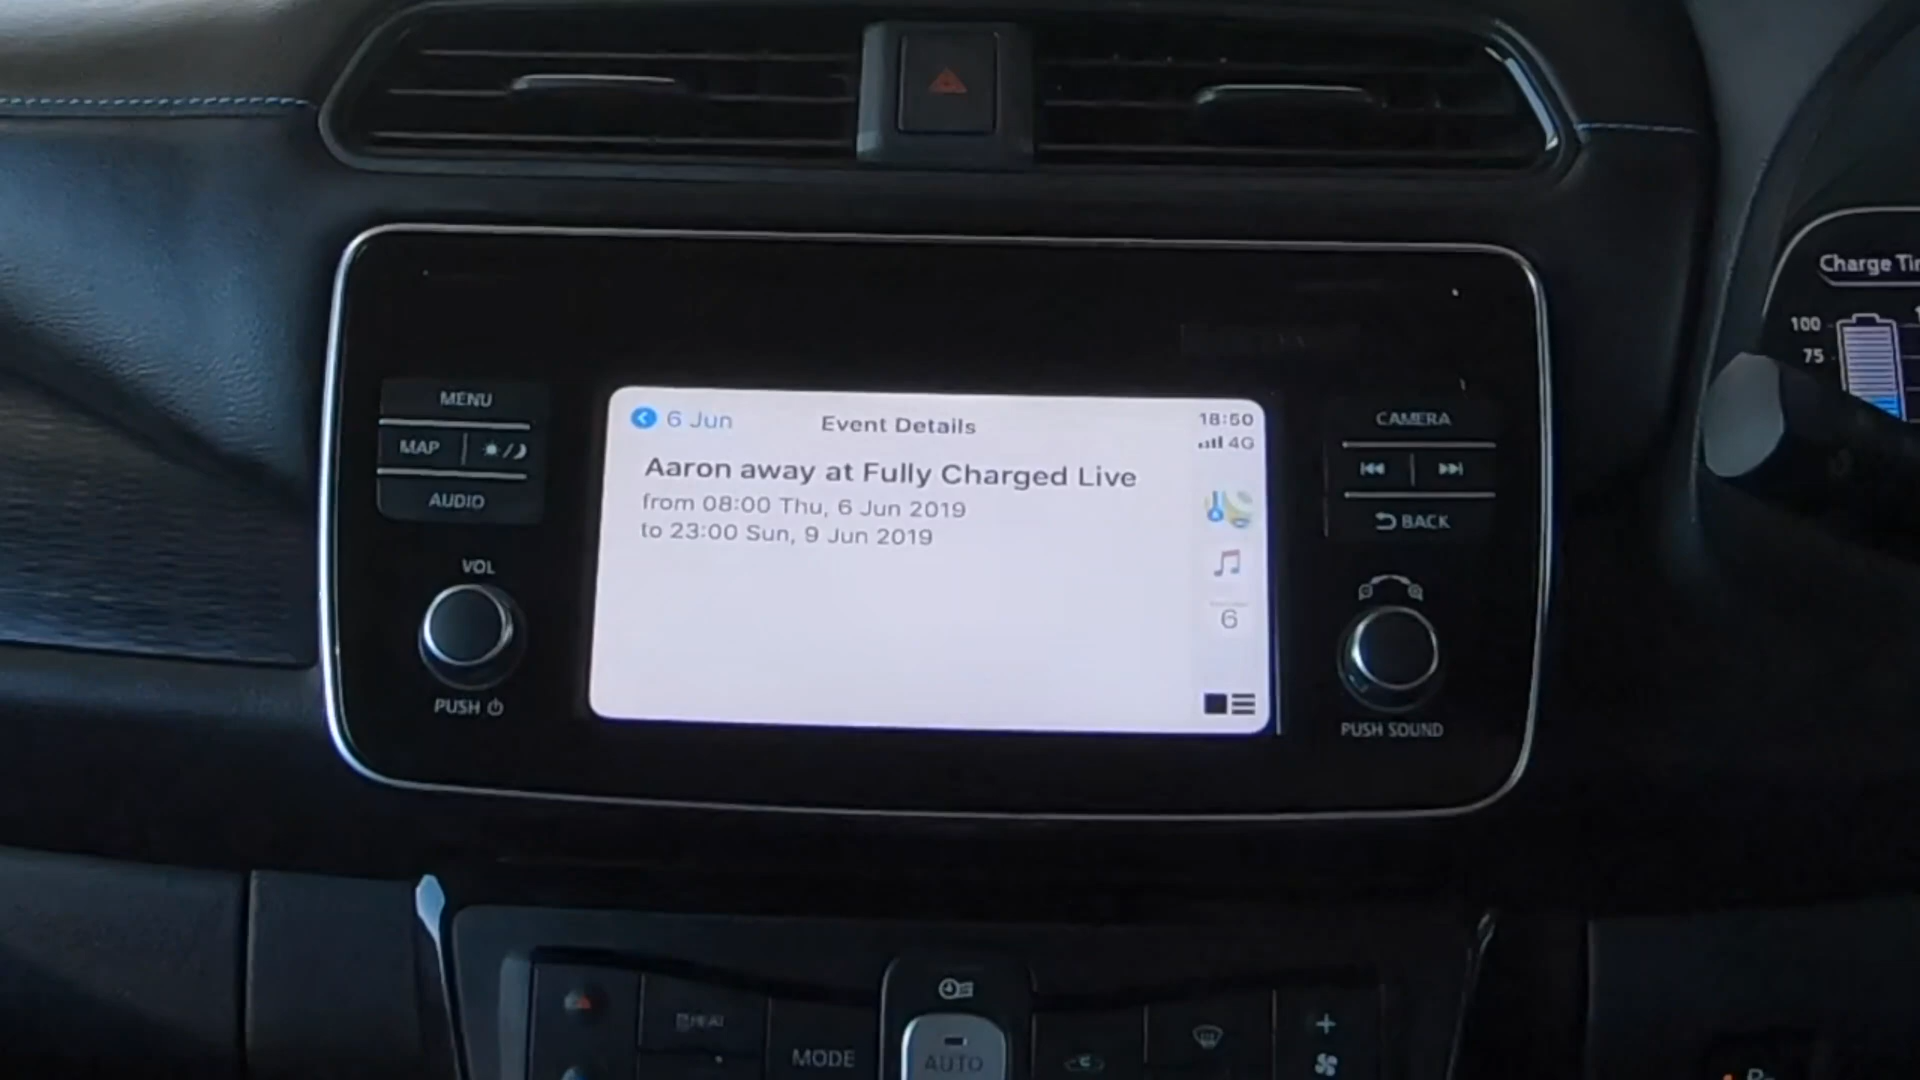 Charge Tir
100
75
MENU
MAP
AUDIO
VOL
PUSH
6 Jun
Event Details
18:50
4G
Aaron away at Fully Charged Live
from 08:00 Thu, 6 Jun 2019
to 23:00 Sun, 9 Jun 2019
6
CAMERA
BACK
PUSH SOUND
MODE
AUTO